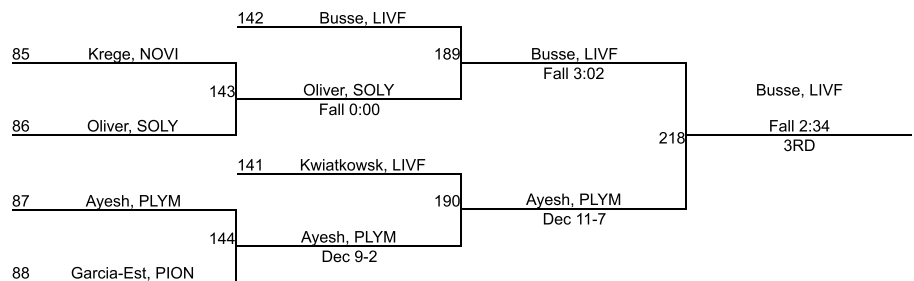 142 Busse, LIVF
85 Krege, NOVI
189 Busse, LIVF
Fall 3:02
143 Oliver, SOLY
Fall 0:00
Busse, LIVF
86 Oliver, SOLY
Fall 2:34
218
3RD
141 Kwiatkowsk, LIVF
87 Ayesh, PLYM
190 Ayesh, PLYM
Dec 11-7
144 Ayesh, PLYM
Dec 9-2
88 Garcia-Est, PION